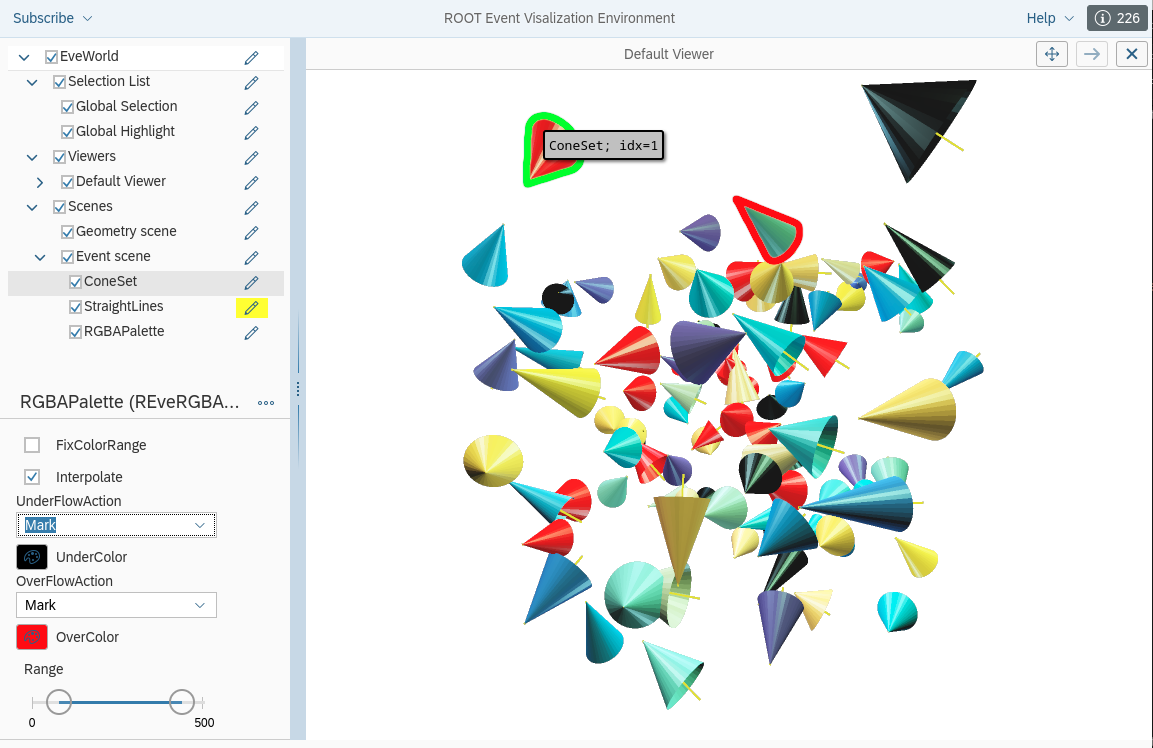 Subscribe
ROOT Event Visalization Environment
Help
226
EveWorld
Selection List
Global Selection
Global Highlight
Viewers
Default Viewer
Scenes
Geometry scene
Event scene
ConeSet
StraightLines
RGBAPalette
RGBAPalette (REveRGBA...
FixColorRange
Interpolate
UnderFlowAction
Mark
UnderColor
OverFlowAction
Mark
OverColor
Range
0 500
Default Viewer
ConeSet; idx=1